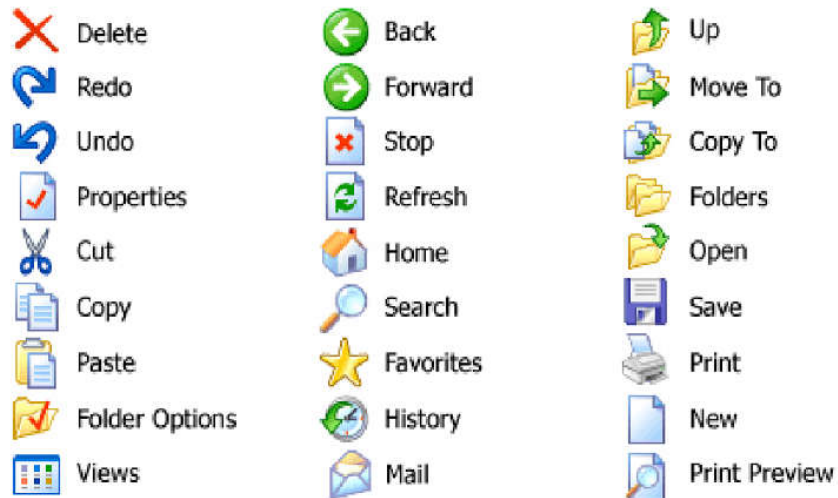 Delete
Redo
Undo
Properties
Cut
Copy
Paste
Folder Options
Views
Back
Forward
Stop
Refresh
Home
Search
Favorites
History
Mail
Up
Move To
Copy To
Folders
Open
Save
Print
New
Print Preview